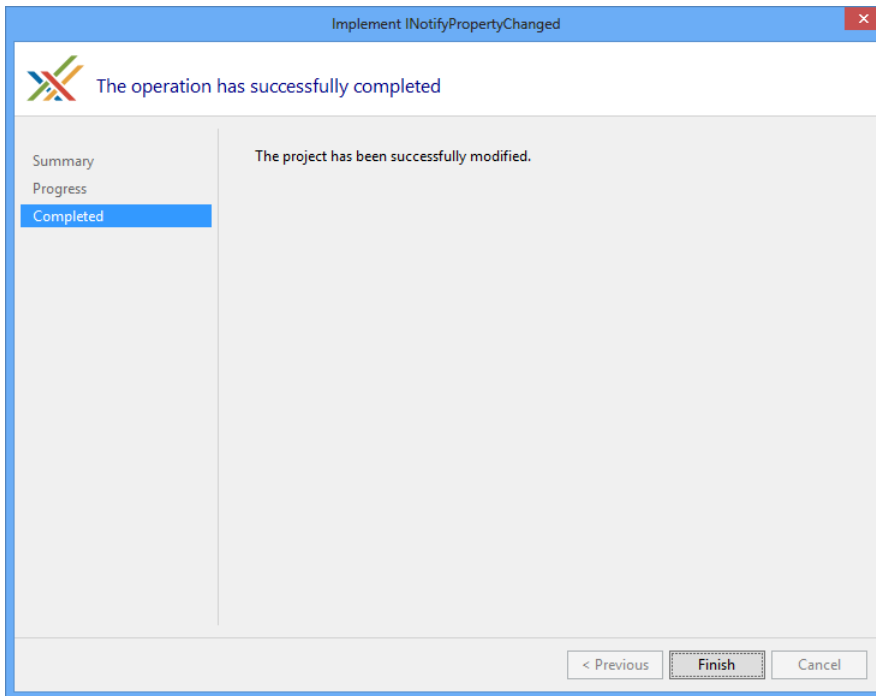 Implement INotifyPropertyChanged
The operation has successfully completed
Summary
Progress
Completed
The project has been successfully modified.
< Previous
Finish
Cancel